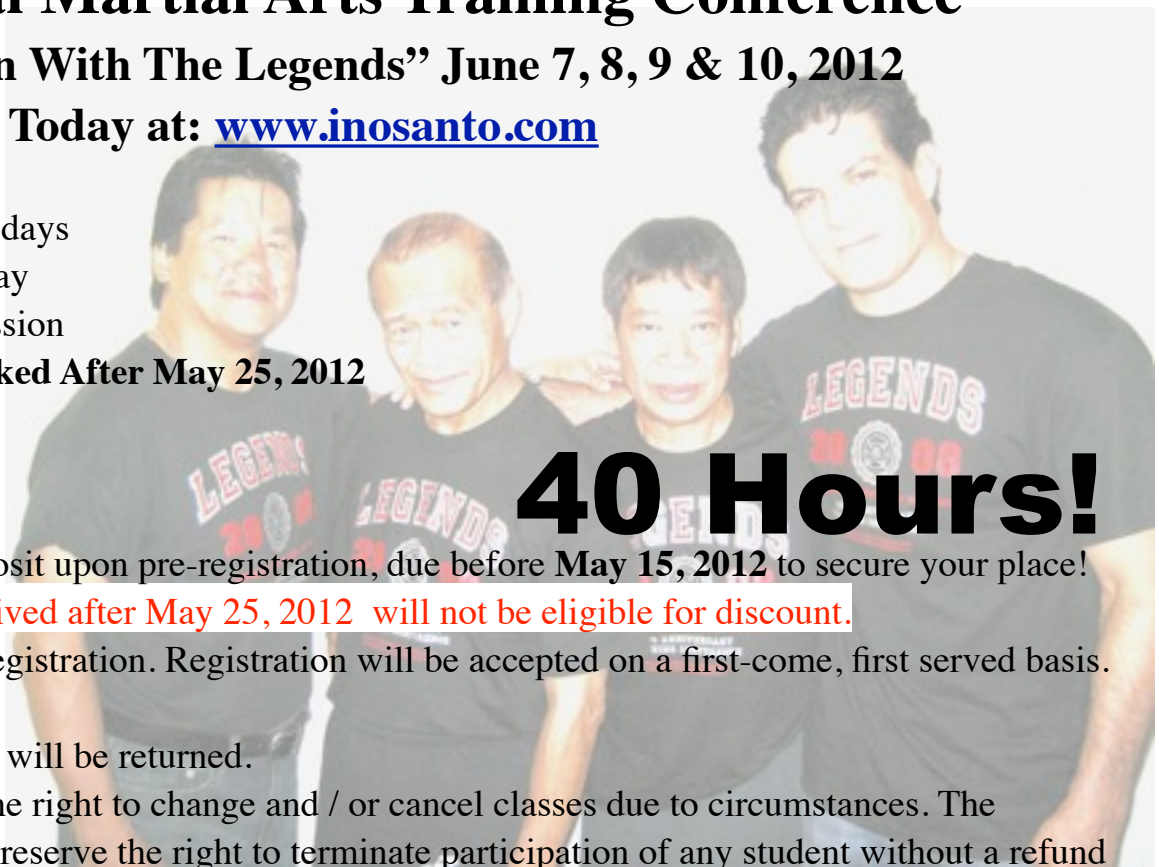 Martial Arts Training Conference
n With The Legends” June 7, 8, 9 & 10, 2012
Today at: www.inosanto.com
days
ay
ssion
ked After May 25, 2012
LEGENDS
LEGENDS
LEGENDS
40 Hours!
osit upon pre-registration, due before May 15, 2012 to secure your place!
ived after May 25, 2012 will not be eligible for discount.
egistration. Registration will be accepted on a first-come, first served basis.
will be returned.
he right to change and / or cancel classes due to circumstances. The
reserve the right to terminate participation of any student without a refund